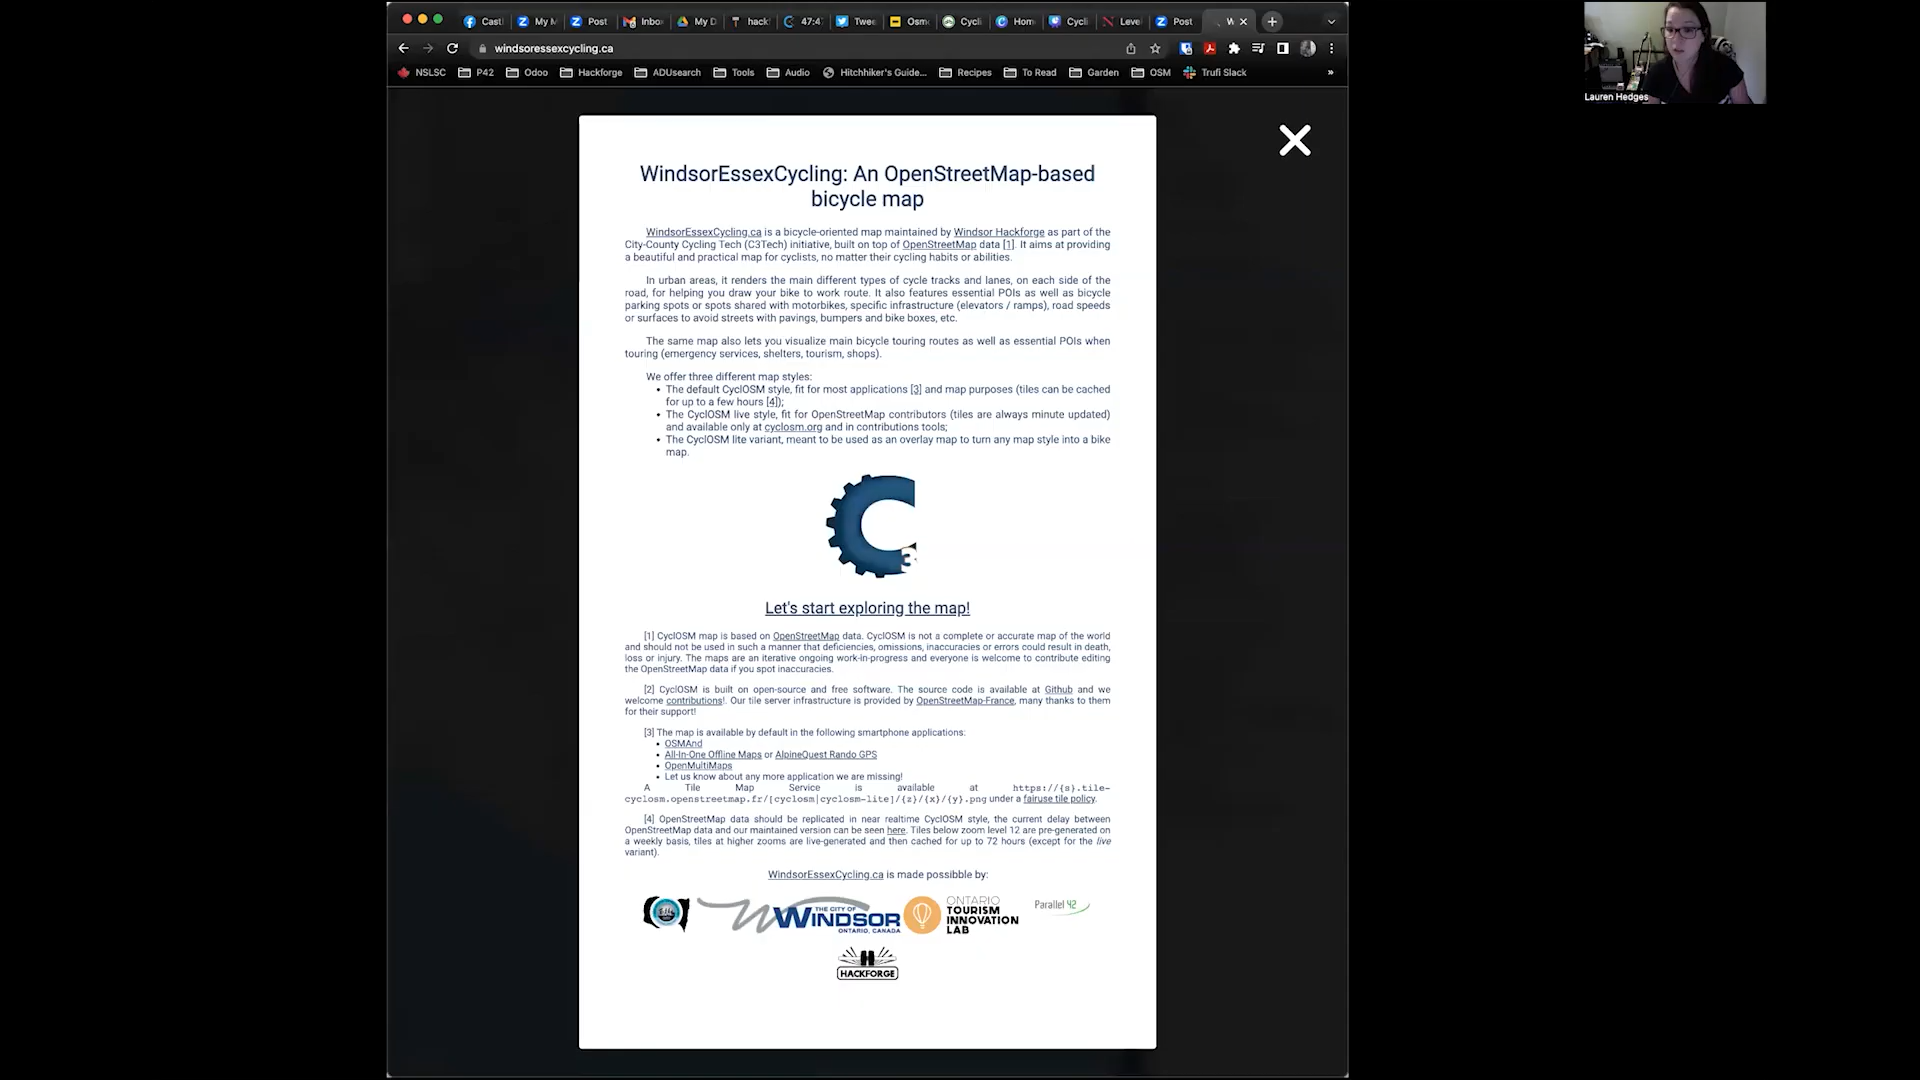 Casti
My M
Post
Inbo
My D
hack
47:4
Twee
Osm
Cycli
Hom
Cycli
Level
Post
W
windsoressexcycling.ca
NSLSC
P42
Odoo
Hackforge
ADUsearch
Tools
Audio
Hitchhiker's Guide...
Recipes
To Read
Garden
OSM
Trufi Slack
»
Lauren Hedges
WindsorEssexCycling: An OpenStreetMap-based
bicycle map
WindsorEssexCycling.ca is a bicycle-oriented map maintained by Windsor Hackforge as part of the
City-County Cycling Tech (C3Tech) initiative, built on top of OpenStreetMap data [1]. It aims at providing
a beautiful and practical map for cyclists, no matter their cycling habits or abilities.
In urban areas, it renders the main different types of cycle tracks and lanes, on each side of the
road, for helping you draw your bike to work route. It also features essential POIs as well as bicycle
parking spots or spots shared with motorbikes, specific infrastructure (elevators / ramps), road speeds
or surfaces to avoid streets with pavings, bumpers and bike boxes, etc.
The same map also lets you visualize main bicycle touring routes as well as essential POIs when
touring (emergency services, shelters, tourism, shops).
We offer three different map styles:
• The default CyclOSM style, fit for most applications [3] and map purposes (tiles can be cached
for up to a few hours [4]);
• The CyclOSM live style, fit for OpenStreetMap contributors (tiles are always minute updated)
and available only at cyclosm.org and in contributions tools;
• The CyclOSM lite variant, meant to be used as an overlay map to turn any map style into a bike
map.
C
3
Let's start exploring the map!
[1] CyclOSM map is based on OpenStreetMap data. CyclOSM is not a complete or accurate map of the world
and should not be used in such a manner that deficiencies, omissions, inaccuracies or errors could result in death,
loss or injury. The maps are an iterative ongoing work-in-progress and everyone is welcome to contribute editing
the OpenStreetMap data if you spot inaccuracies.
[2] CyclOSM is built on open-source and free software. The source code is available at Github and we
welcome contributions!. Our tile server infrastructure is provided by OpenStreetMap-France, many thanks to them
for their support!
[3] The map is available by default in the following smartphone applications:
• OSMAnd
• All-In-One Offline Maps or AlpineQuest Rando GPS
• OpenMultiMaps
• Let us know about any more application we are missing!
A Tile Map Service is available at https://{s}.tile-
cyclosm.openstreetmap.fr/[cyclosm|cyclosm-lite]/{z}/{x}/{y}.png under a fairuse tile policy.
[4] OpenStreetMap data should be replicated in near realtime CyclOSM style, the current delay between
OpenStreetMap data and our maintained version can be seen here. Tiles below zoom level 12 are pre-generated on
a weekly basis, tiles at higher zooms are live-generated and then cached for up to 72 hours (except for the live
variant).
WindsorEssexCycling.ca is made possibble by:
THE CITY OF
WINDSOR
ONTARIO, CANADA
ONTARIO
TOURISM
INNOVATION
LAB
Parallel 42
HACKFORGE